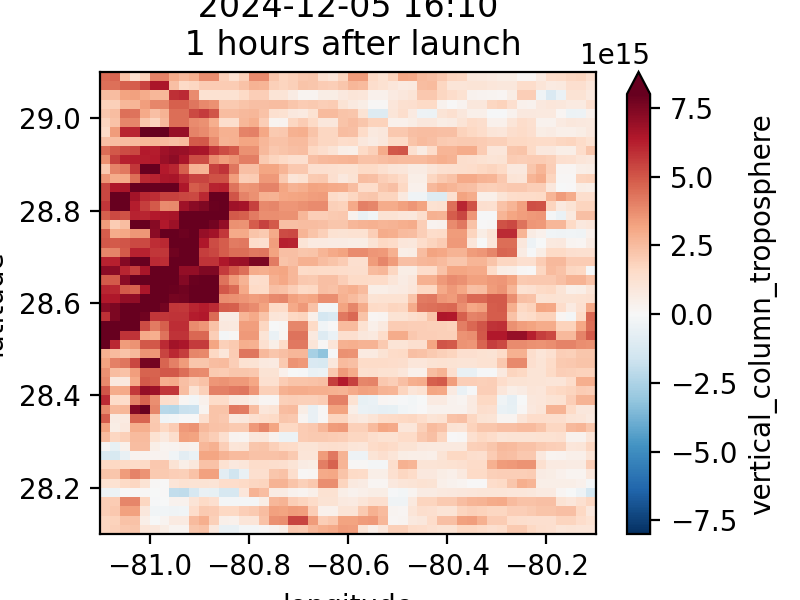 2024-12-05 16:10
1 hours after launch
1e15
29.0
28.8
28.6
28.4
28.2
−81.0 −80.8 −80.6 −80.4 −80.2
7.5
5.0
2.5
0.0
−2.5
−5.0
−7.5
vertical_column_troposphere
longitude